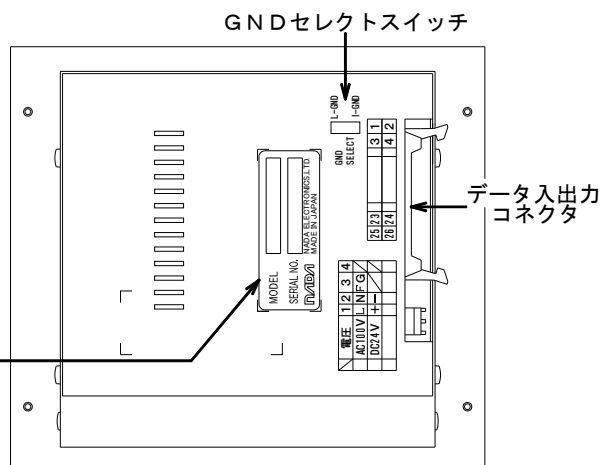 GNDセレクトスイッチ
L-GND
I-GND
GND
SELECT
1 2
3 4
23 24
25 26
データ入出力
コネクタ
MODEL
SERIAL NO.
NADA
NADA ELECTRONICS,LTD.
MADE IN JAPAN
電圧 1 2 3 4
AC100V L N FG
DC24V + −